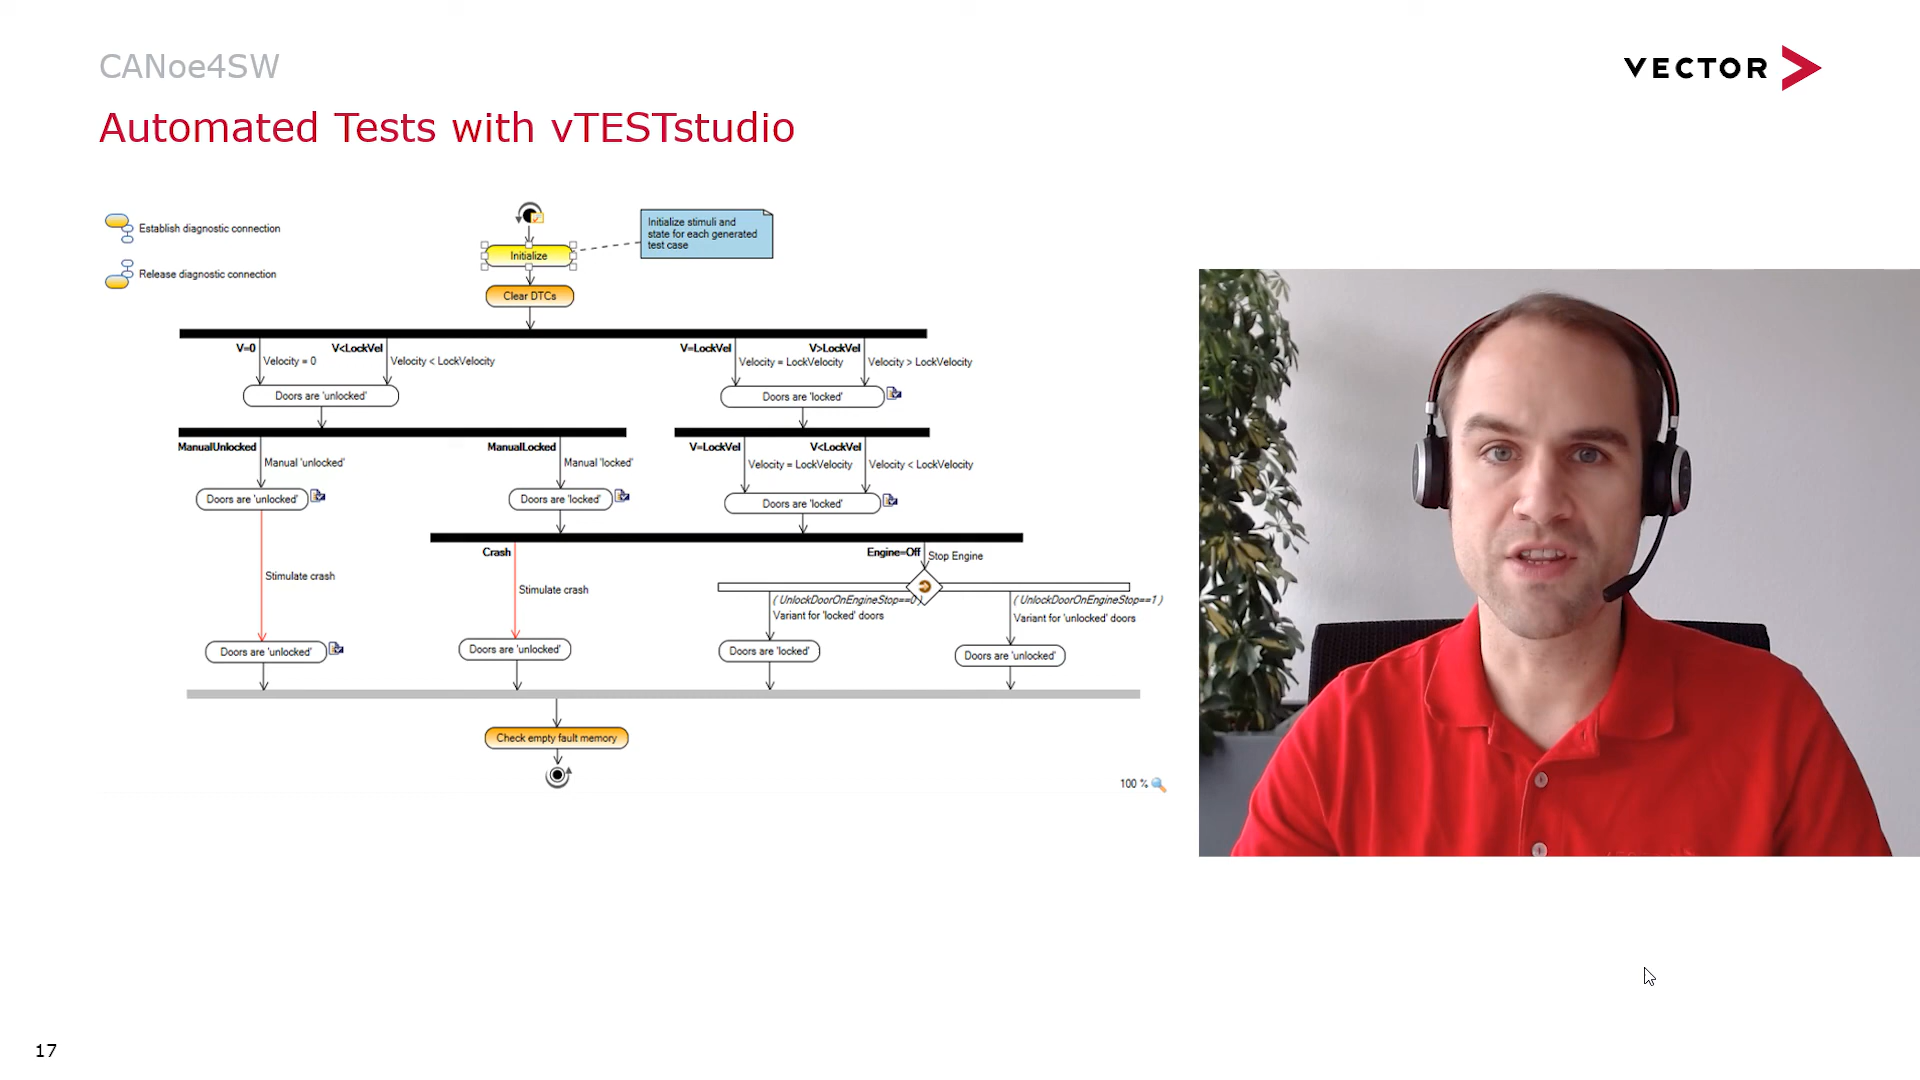 CANoe4SW
VECTOR
Automated Tests with vTESTstudio
Establish diagnostic connection
Release diagnostic connection
Initialize
Initialize stimuli and
state for each generated
test case
Clear DTCs
V=0
Velocity = 0
V<LockVel
Velocity < LockVelocity
V=LockVel
Velocity = LockVelocity
V>LockVel
Velocity > LockVelocity
Doors are 'unlocked'
Doors are 'locked'
ManualUnlocked
Manual 'unlocked'
ManualLocked
Manual 'locked'
V=LockVel
Velocity = LockVelocity
V<LockVel
Velocity < LockVelocity
Doors are 'unlocked'
Doors are 'locked'
Doors are 'locked'
Crash
Engine=Off
Stop Engine
Stimulate crash
Stimulate crash
( UnlockDoorOnEngineStop==0 )
Variant for 'locked' doors
( UnlockDoorOnEngineStop==1 )
Variant for 'unlocked' doors
Doors are 'unlocked'
Doors are 'unlocked'
Doors are 'locked'
Doors are 'unlocked'
Check empty fault memory
100 %
17